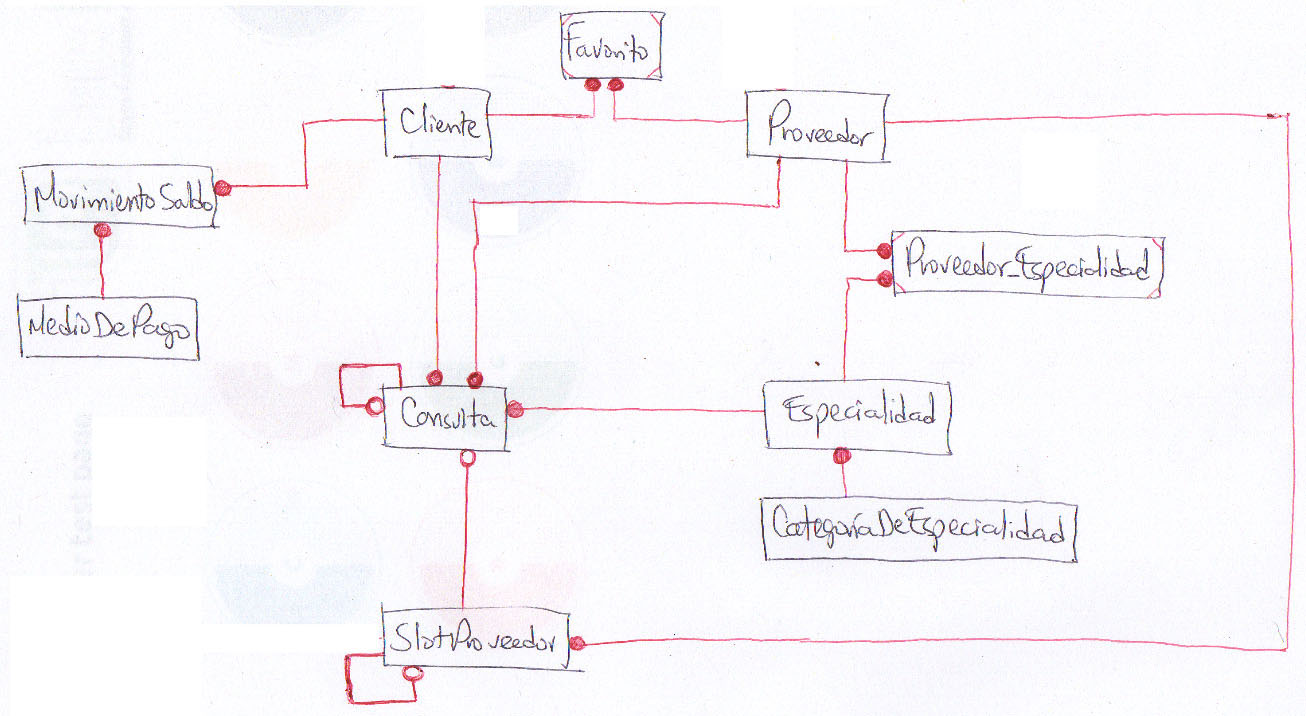 Favorito
Cliente
Proveedor
MovimientoSaldo
Proveedor_Especialidad
MedioDePago
Consulta
Especialidad
CategoríaDeEspecialidad
SlotProveedor